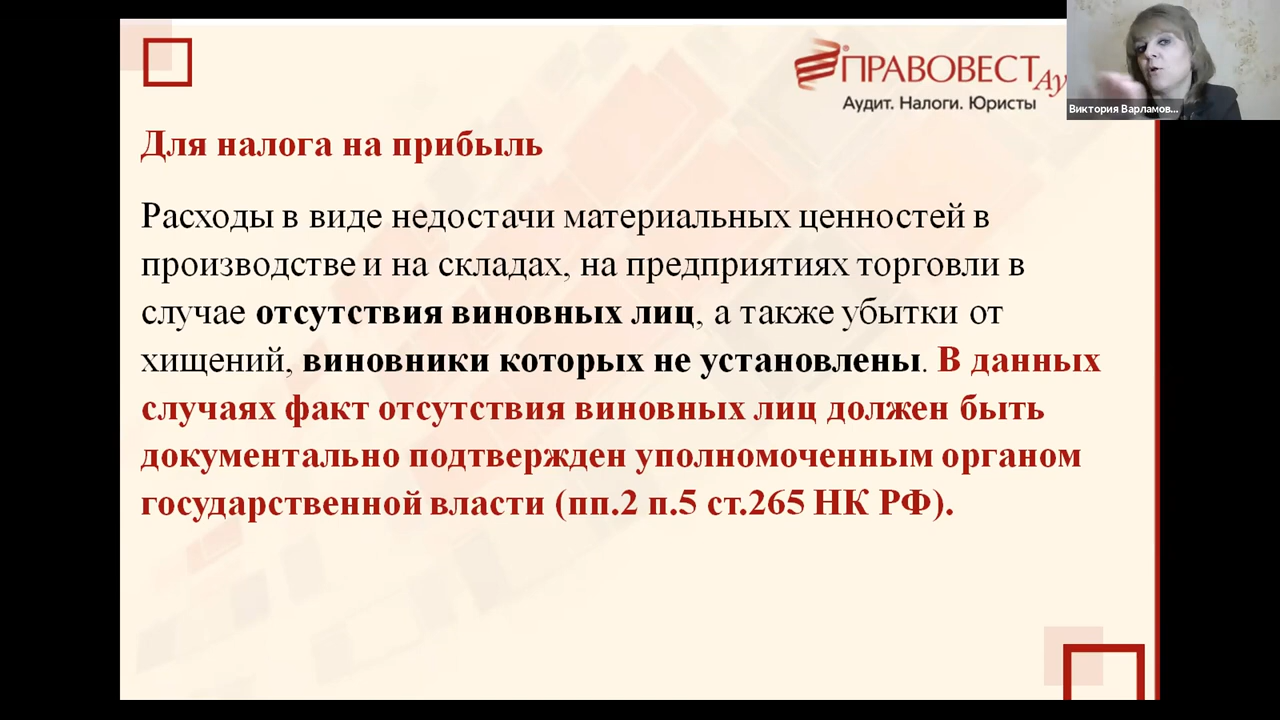 ПРАВОВЕСТ Ау
Аудит. Налоги. Юристы
Виктория Варламов...
Для налога на прибыль
Расходы в виде недостачи материальных ценностей в
производстве и на складах, на предприятиях торговли в
случае отсутствия виновных лиц, а также убытки от
хищений, виновники которых не установлены. В данных
случаях факт отсутствия виновных лиц должен быть
документально подтвержден уполномоченным органом
государственной власти (пп.2 п.5 ст.265 НК РФ).